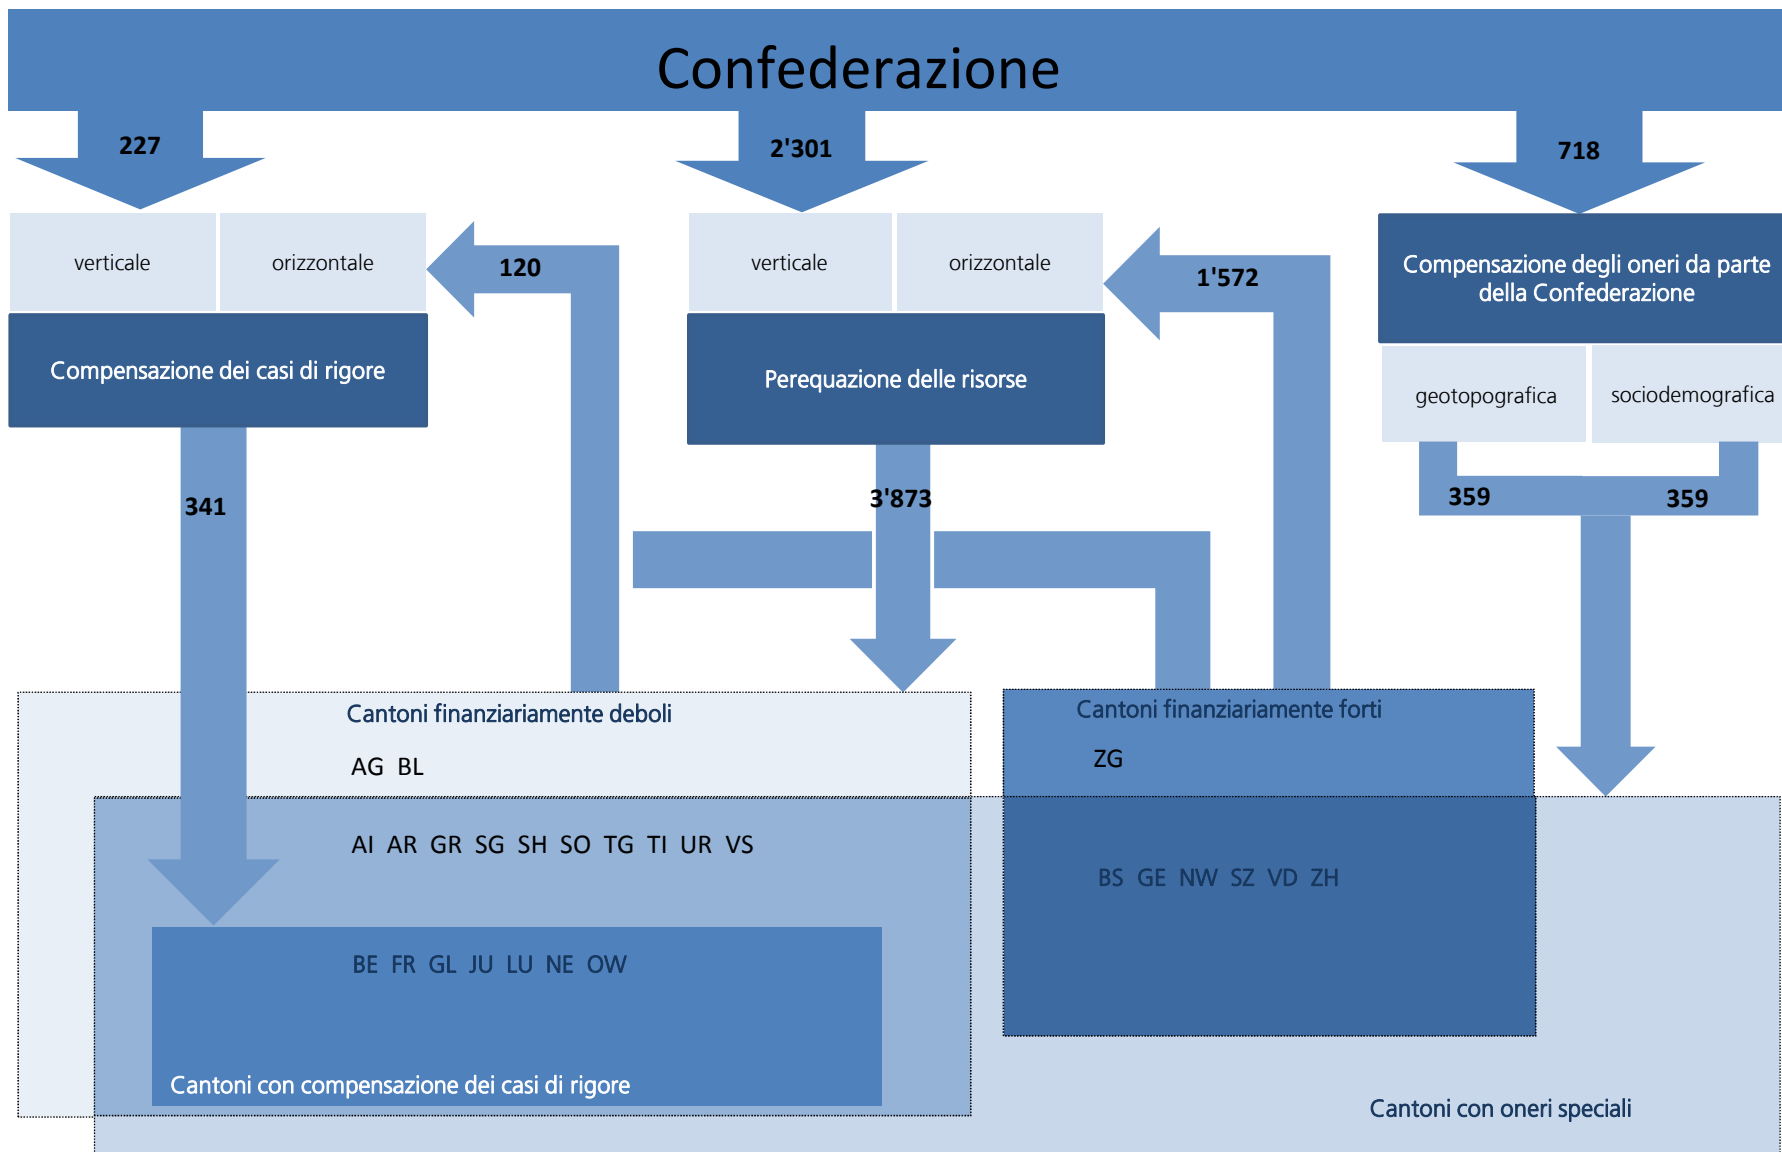 Confederazione
227
2'301
718
verticale
orizzontale
120
verticale
orizzontale
1'572
Compensazione degli oneri da parte
della Confederazione
Compensazione dei casi di rigore
Perequazione delle risorse
geotopografica
sociodemografica
341
3'873
359
359
Cantoni finanziariamente deboli
Cantoni finanziariamente forti
AG BL
ZG
AI AR GR SG SH SO TG TI UR VS
BS GE NW SZ VD ZH
BE FR GL JU LU NE OW
Cantoni con compensazione dei casi di rigore
Cantoni con oneri speciali